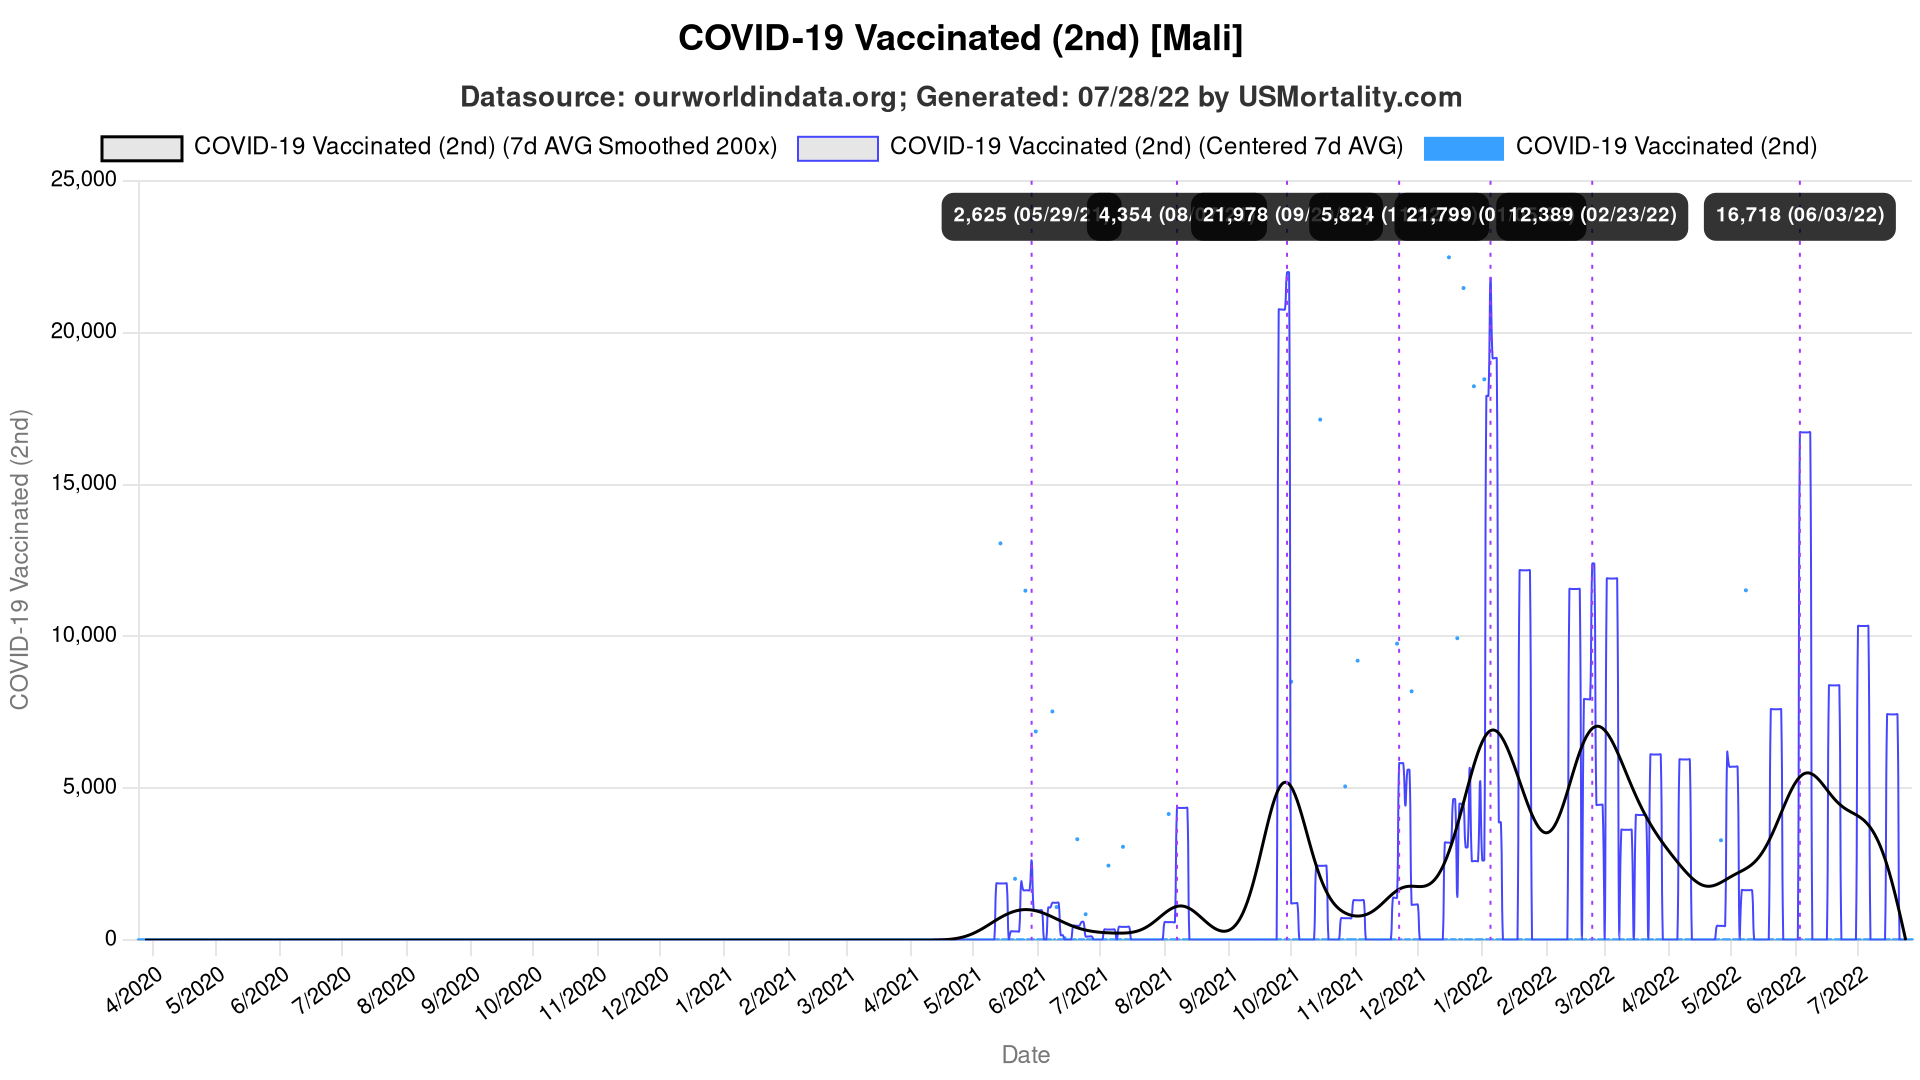 COVID-19 Vaccinated (2nd) [Mali]
Datasource: ourworldindata.org; Generated: 07/28/22 by USMortality.com
COVID-19 Vaccinated (2nd) (7d AVG Smoothed 200x) COVID-19 Vaccinated (2nd) (Centered 7d AVG) COVID-19 Vaccinated (2nd)
2,625 (05/29/2 4,354 (08/ 21,978 (09/ 5,824 (1 21,799 (0 12,389 (02/23/22) 16,718 (06/03/22)
25,000
20,000
15,000
10,000
5,000
0
COVID-19 Vaccinated (2nd)
4/2020 5/2020 6/2020 7/2020 8/2020 9/2020 10/2020 11/2020 12/2020 1/2021 2/2021 3/2021 4/2021 5/2021 6/2021 7/2021 8/2021 9/2021 10/2021 11/2021 12/2021 1/2022 2/2022 3/2022 4/2022 5/2022 6/2022 7/2022
Date